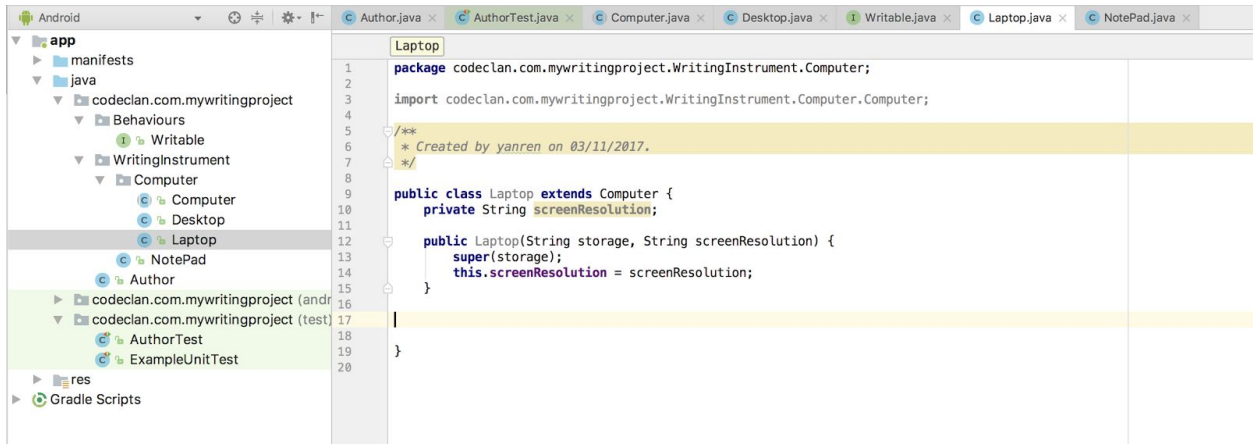 Android
Author.java
AuthorTest.java
Computer.java
Desktop.java
Writable.java
Laptop.java
NotePad.java
app
manifests
java
codeclan.com.mywritingproject
Behaviours
Writable
WritingInstrument
Computer
Computer
Desktop
Laptop
NotePad
Author
codeclan.com.mywritingproject (andr
codeclan.com.mywritingproject (test)
AuthorTest
ExampleUnitTest
res
Gradle Scripts
Laptop
1 package codeclan.com.mywritingproject.WritingInstrument.Computer;
2
3 import codeclan.com.mywritingproject.WritingInstrument.Computer.Computer;
4
5 /**
6 * Created by yanren on 03/11/2017.
7 */
8
9 public class Laptop extends Computer {
10 private String screenResolution;
11
12 public Laptop(String storage, String screenResolution) {
13 super(storage);
14 this.screenResolution = screenResolution;
15 }
16
17
18
19 }
20